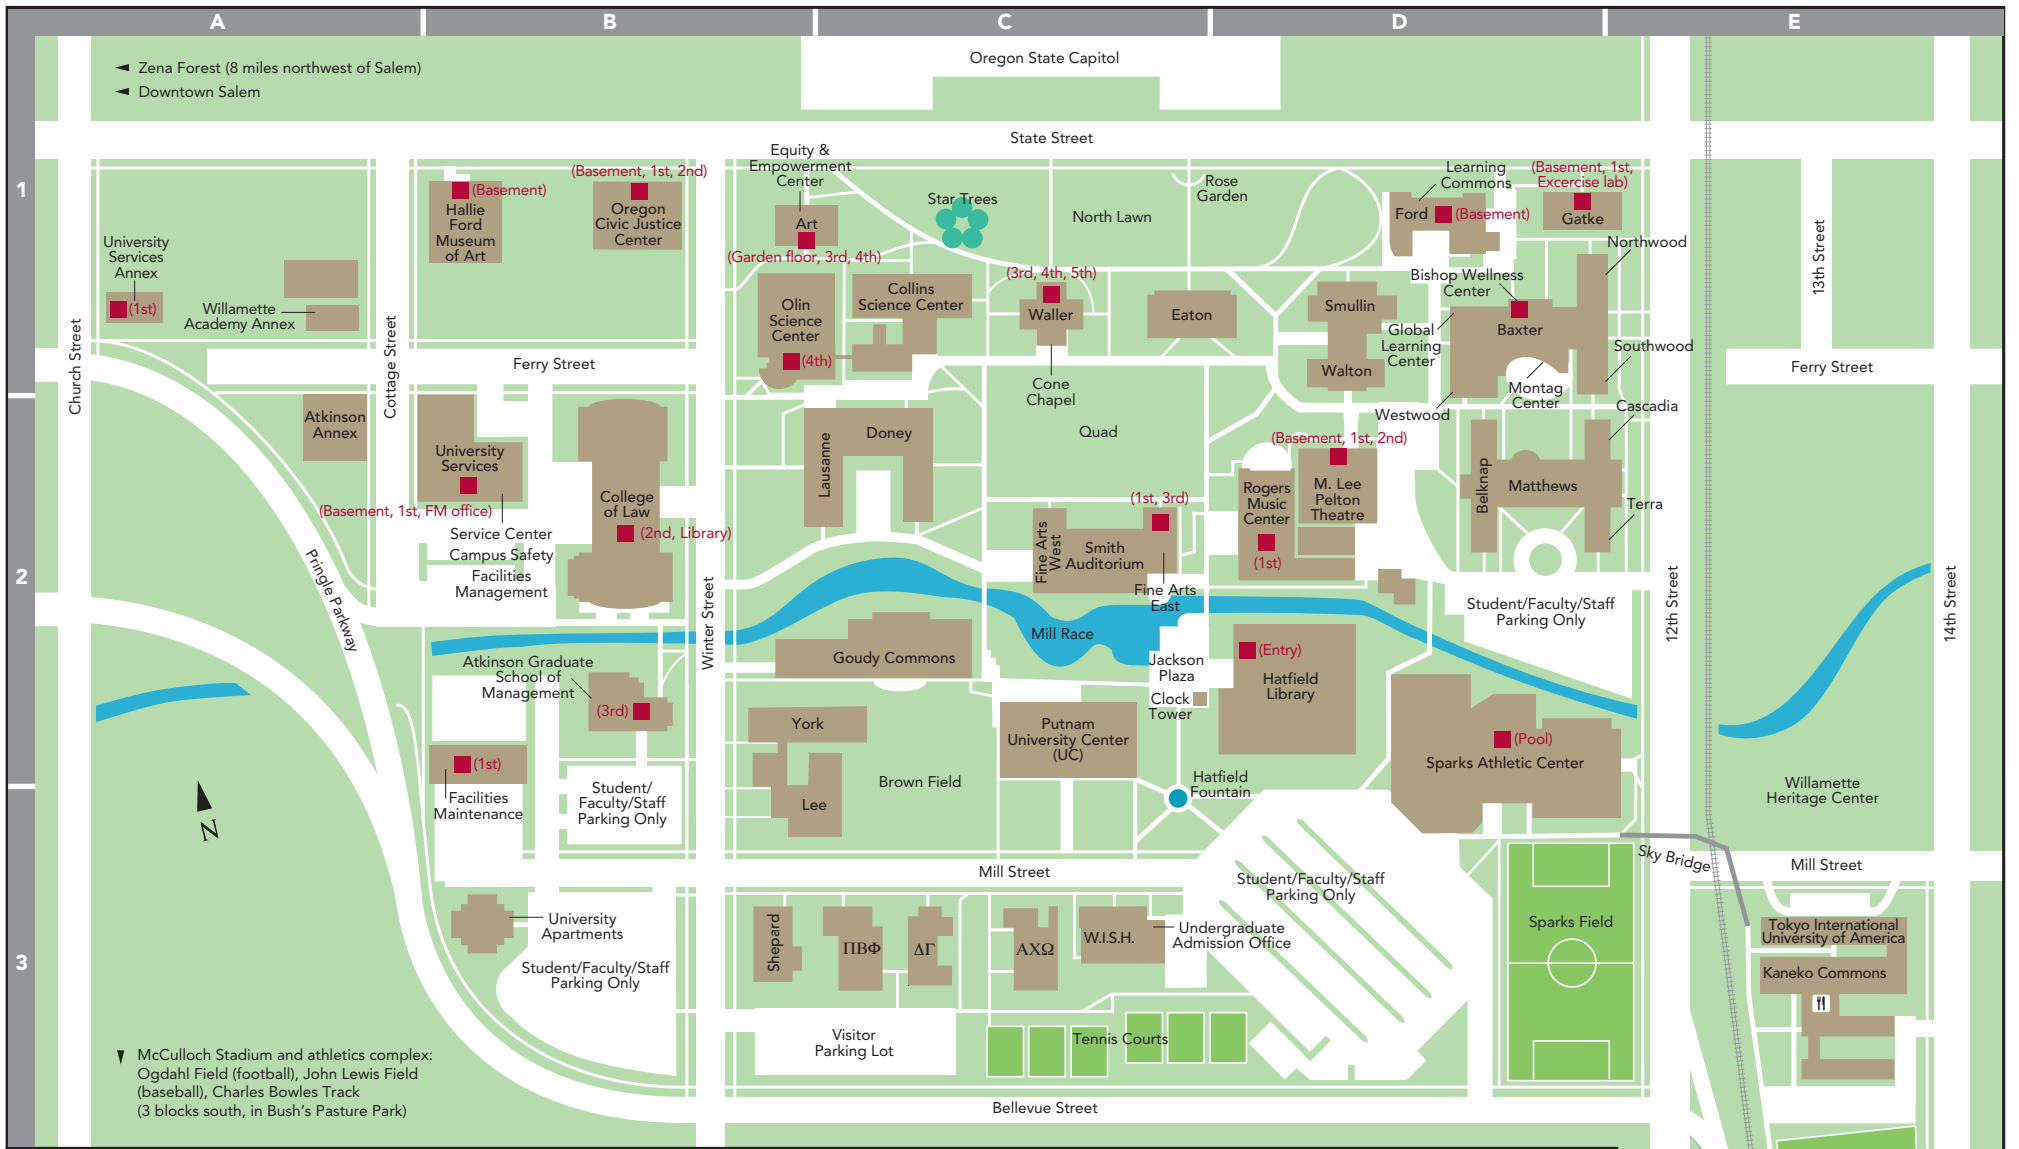 A
B
C
D
E
1
2
3
◄ Zena Forest (8 miles northwest of Salem)
◄ Downtown Salem
Oregon State Capitol
State Street
Equity &
Empowerment
Center
Art
(Garden floor, 3rd, 4th)
(Basement)
Hallie
Ford
Museum
of Art
(Basement, 1st, 2nd)
Oregon
Civic Justice
Center
Star Trees
North Lawn
Rose
Garden
Learning
Commons
Ford
(Basement)
(Basement, 1st,
Excercise lab)
Gatke
Northwood
University
Services
Annex
(1st)
Willamette
Academy Annex
Church Street
Cottage Street
Ferry Street
Olin
Science
Center
(4th)
Collins
Science Center
(3rd, 4th, 5th)
Waller
Cone
Chapel
Eaton
Smullin
Walton
Bishop Wellness
Center
Baxter
Global
Learning
Center
Southwood
Montag
Center
Westwood
Cascadia
13th Street
Ferry Street
Atkinson
Annex
University
Services
(Basement, 1st, FM office)
Service Center
Campus Safety
Facilities
Management
College
of Law
(2nd, Library)
Lausanne
Doney
Quad
(1st, 3rd)
Fine Arts
West
Smith
Auditorium
Fine Arts
East
(Basement, 1st, 2nd)
Rogers
Music
Center
(1st)
M. Lee
Pelton
Theatre
Belknap
Matthews
Terra
Student/Faculty/Staff
Parking Only
12th Street
14th Street
Pringle Parkway
Winter Street
Mill Race
Goudy Commons
Jackson
Plaza
Clock
Tower
(Entry)
Hatfield
Library
Atkinson Graduate
School of
Management
(3rd)
York
Lee
Brown Field
Putnam
University Center
(UC)
Hatfield
Fountain
(Pool)
Sparks Athletic Center
Willamette
Heritage Center
(1st)
Facilities
Maintenance
Student/
Faculty/Staff
Parking Only
N
Mill Street
Sky Bridge
Mill Street
Student/Faculty/Staff
Parking Only
Sparks Field
University
Apartments
Student/Faculty/Staff
Parking Only
Shepard
ΠΒΦ
ΔΓ
ΑΧΩ
W.I.S.H.
Undergraduate
Admission Office
Tokyo International
University of America
Kaneko Commons
Visitor
Parking Lot
Tennis Courts
Bellevue Street
▼ McCulloch Stadium and athletics complex:
Ogdahl Field (football), John Lewis Field
(baseball), Charles Bowles Track
(3 blocks south, in Bush's Pasture Park)